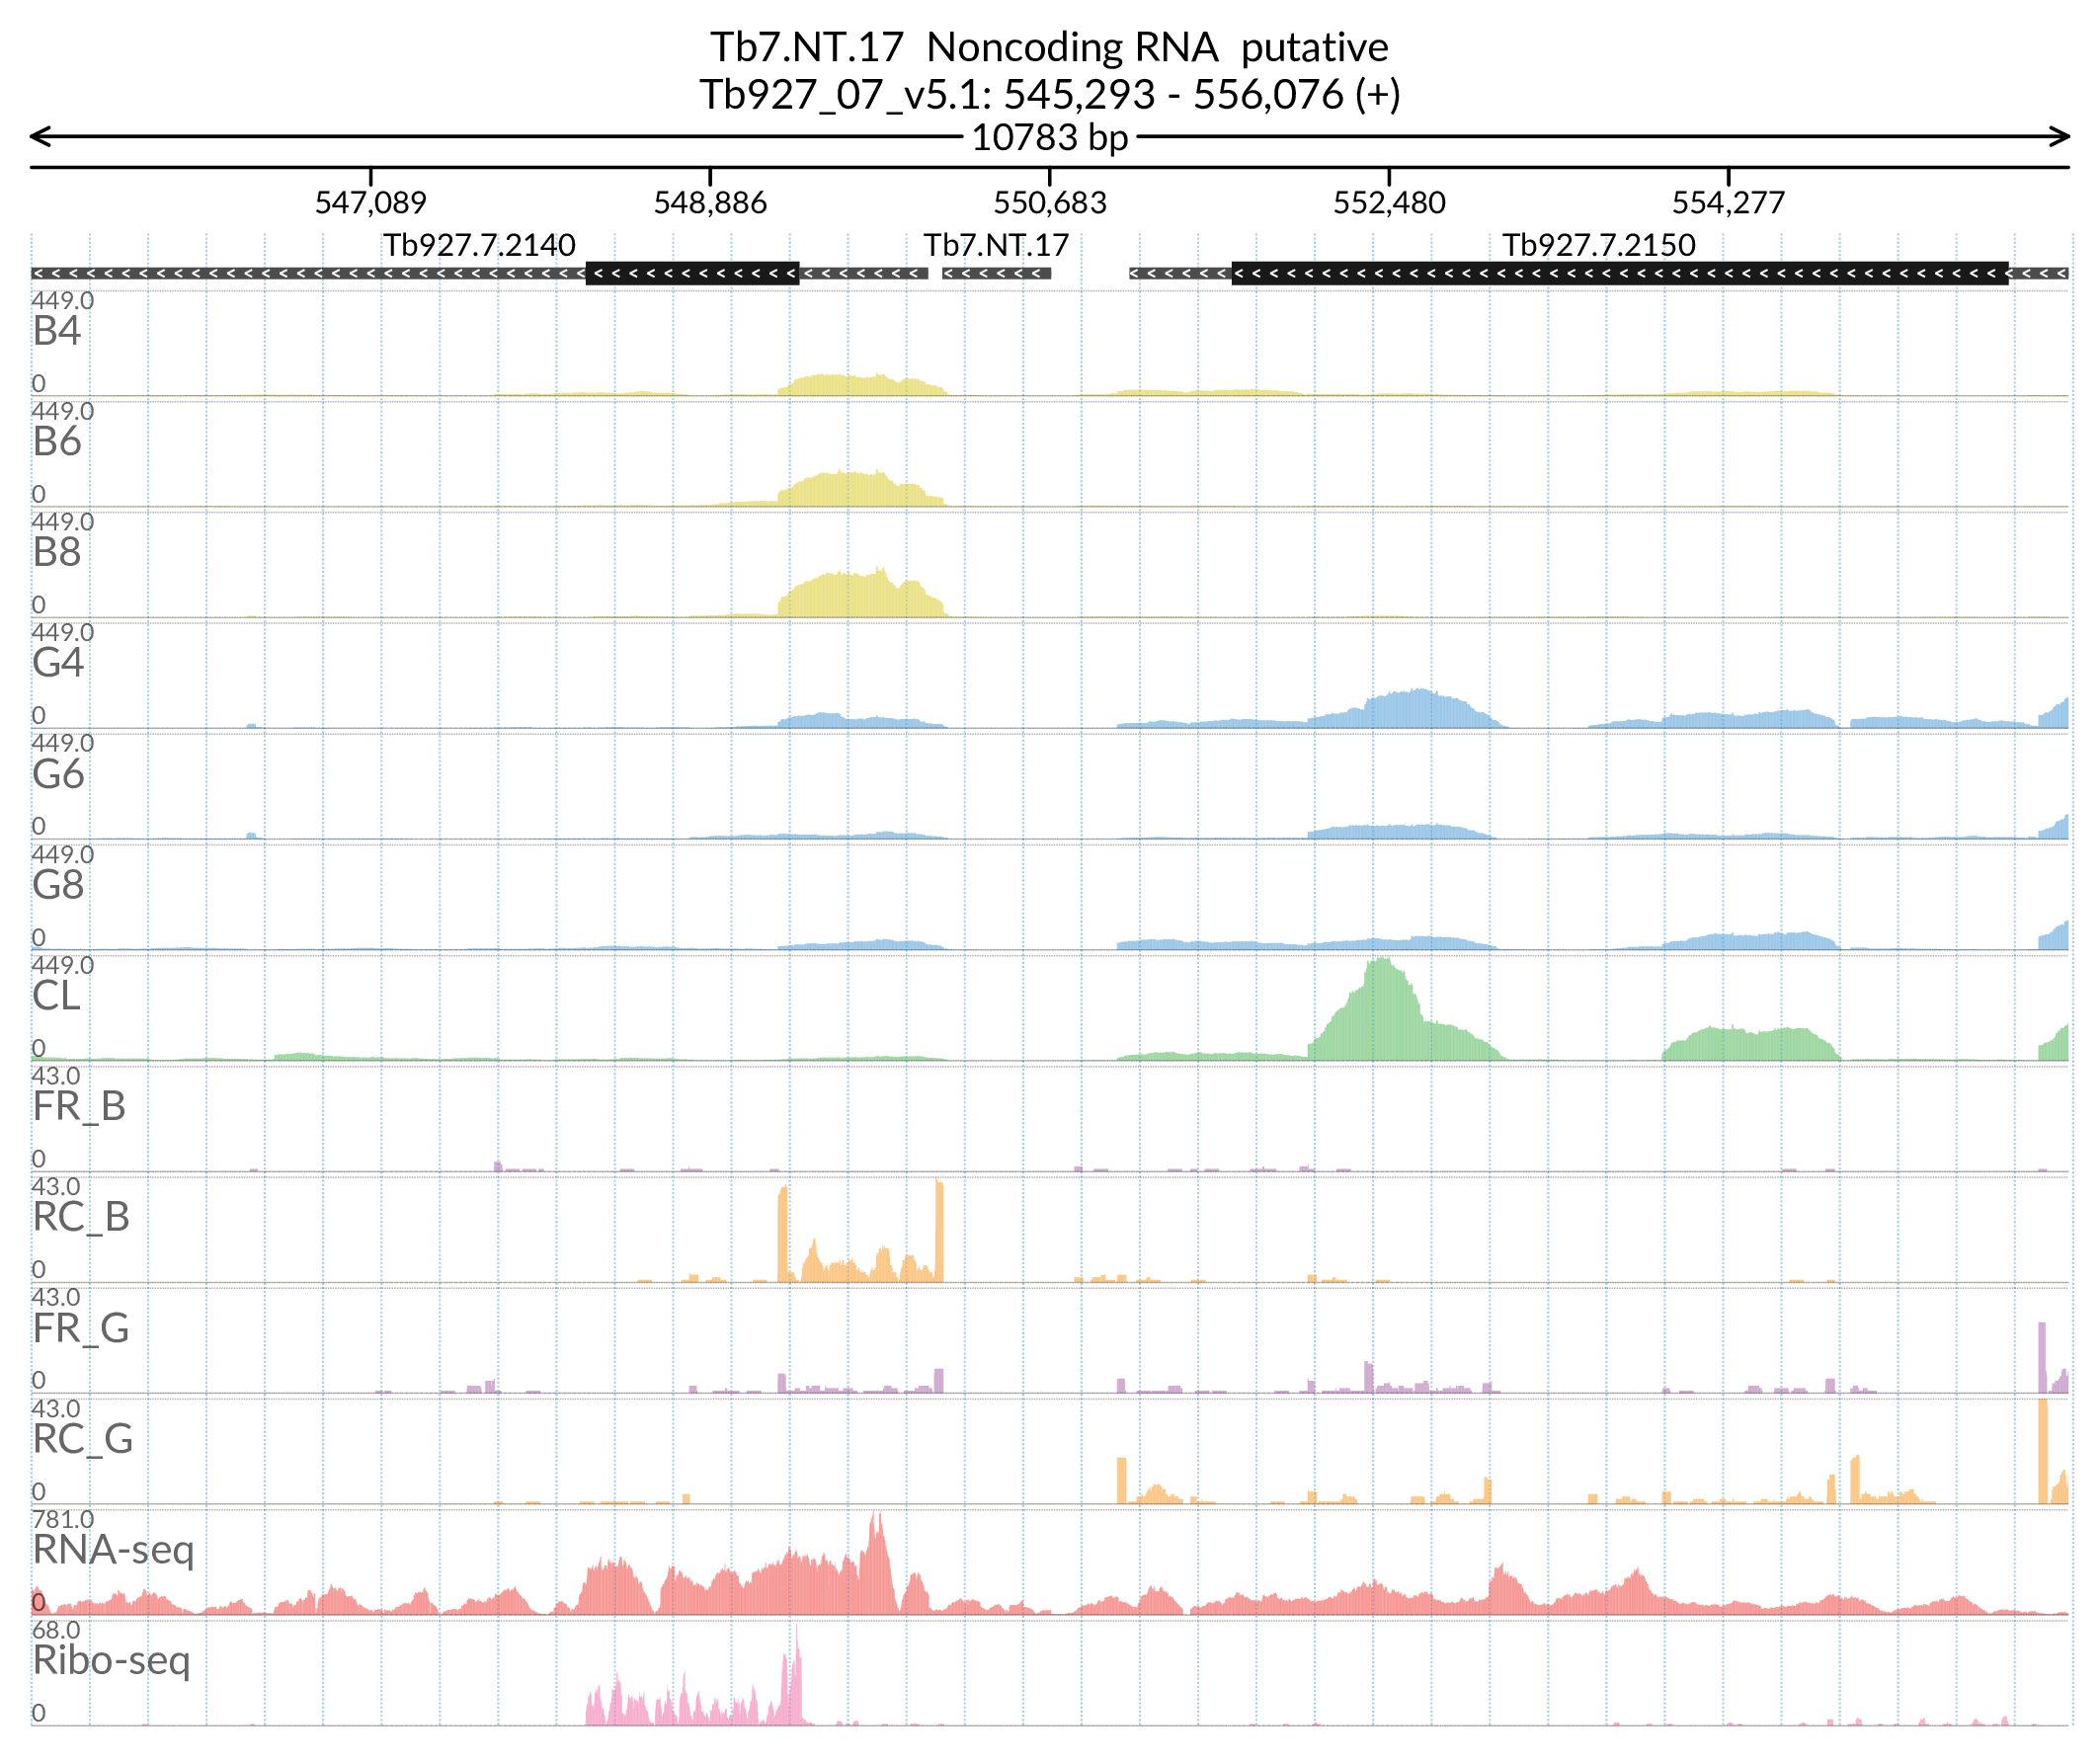 Tb7.NT.17 Noncoding RNA putative
Tb927_07_v5.1: 545,293 - 556,076 (+)
10783 bp
547,089 548,886 550,683 552,480 554,277
Tb927.7.2140 Tb7.NT.17 Tb927.7.2150
449.0
B4
0
449.0
B6
0
449.0
B8
0
449.0
G4
0
449.0
G6
0
449.0
G8
0
449.0
CL
0
43.0
FR_B
0
43.0
RC_B
0
43.0
FR_G
0
43.0
RC_G
0
781.0
RNA-seq
0
68.0
Ribo-seq
0